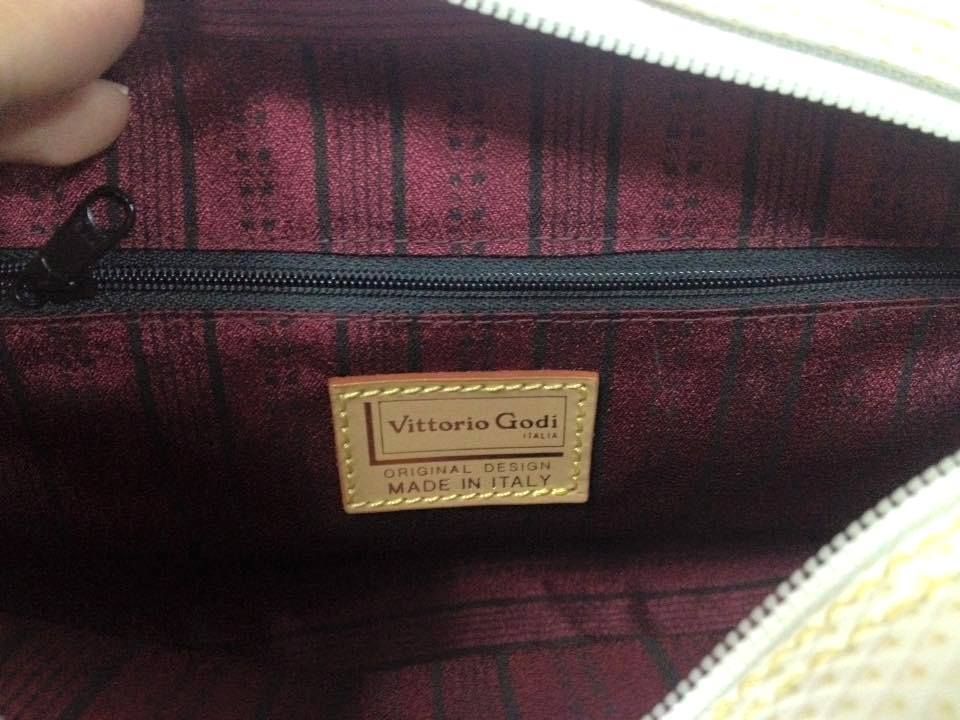 Vittorio Godi
ITALIA
ORIGINAL DESIGN
MADE IN ITALY